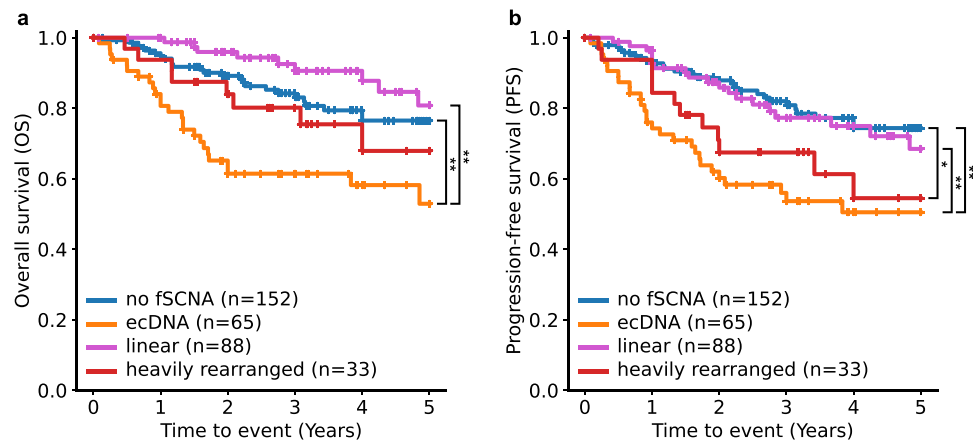 a
Overall survival (OS)
1.0
0.8
0.6
0.4
0.2
0.0
no fSCNA (n=152)
ecDNA (n=65)
linear (n=88)
heavily rearranged (n=33)
0 1 2 3 4 5
Time to event (Years)
**
**
b
Progression-free survival (PFS)
1.0
0.8
0.6
0.4
0.2
0.0
no fSCNA (n=152)
ecDNA (n=65)
linear (n=88)
heavily rearranged (n=33)
0 1 2 3 4 5
Time to event (Years)
*
**
**